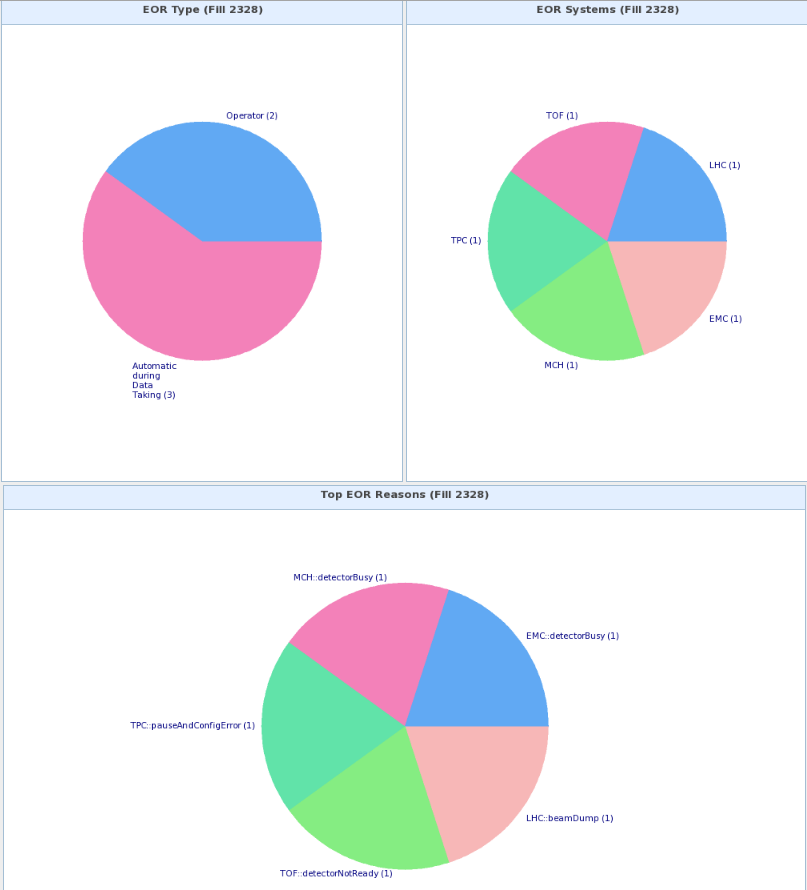 EOR Type (Fill 2328)
Operator (2)
Automatic
during
Data
Taking (3)
EOR Systems (Fill 2328)
TOF (1)
LHC (1)
TPC (1)
EMC (1)
MCH (1)
Top EOR Reasons (Fill 2328)
MCH::detectorBusy (1)
EMC::detectorBusy (1)
TPC::pauseAndConfigError (1)
LHC::beamDump (1)
TOF::detectorNotReady (1)